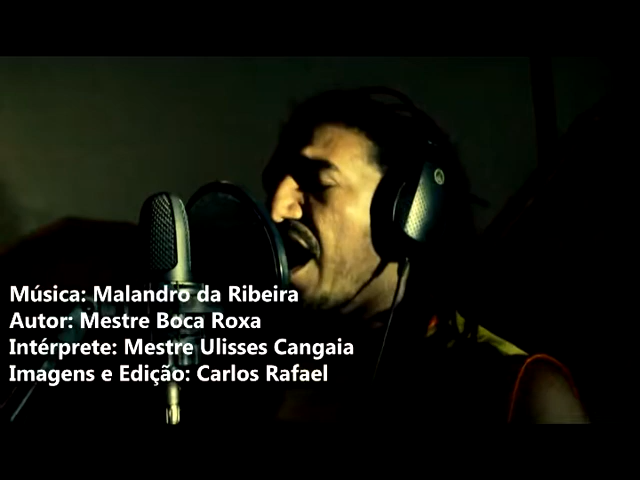 Música: Malandro da Ribeira
Autor: Mestre Boca Roxa
Intérprete: Mestre Ulisses Cangaia
Imagens e Edição: Carlos Rafael